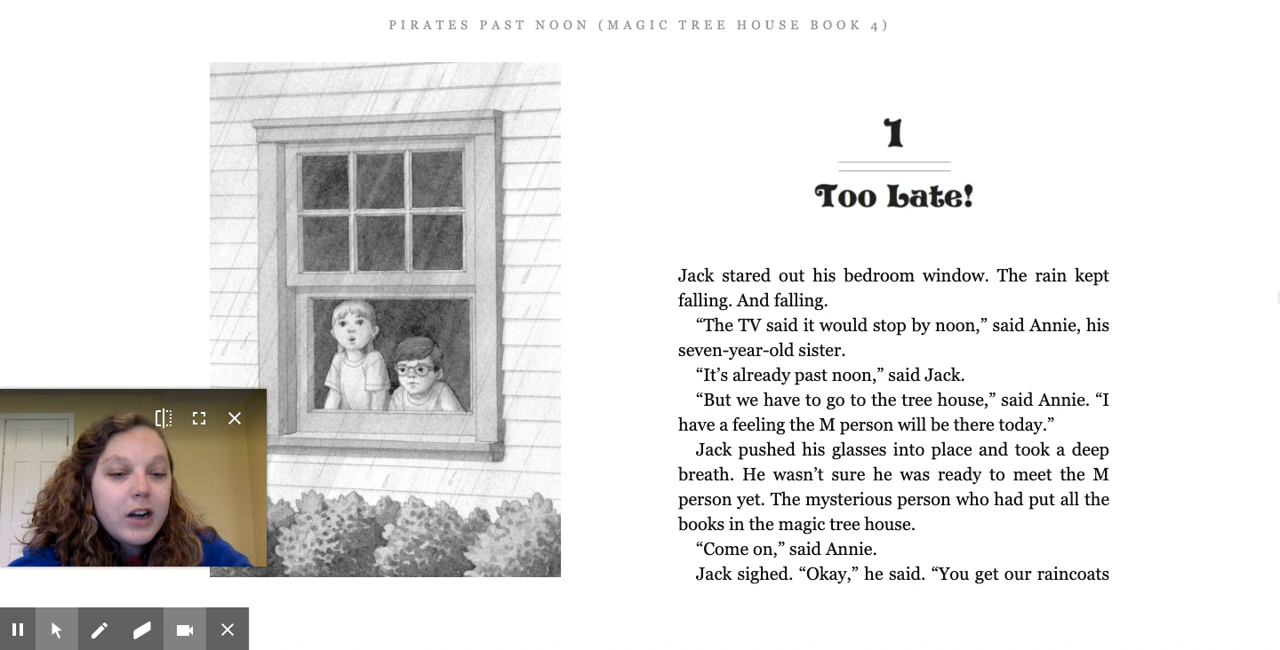 PIRATES PAST NOON (MAGIC TREE HOUSE BOOK 4)
1
Too Late!
Jack stared out his bedroom window. The rain kept
falling. And falling.
“The TV said it would stop by noon,” said Annie, his
seven-year-old sister.
“It’s already past noon,” said Jack.
“But we have to go to the tree house,” said Annie. “I
have a feeling the M person will be there today.”
Jack pushed his glasses into place and took a deep
breath. He wasn’t sure he was ready to meet the M
person yet. The mysterious person who had put all the
books in the magic tree house.
“Come on,” said Annie.
Jack sighed. “Okay,” he said. “You get our raincoats